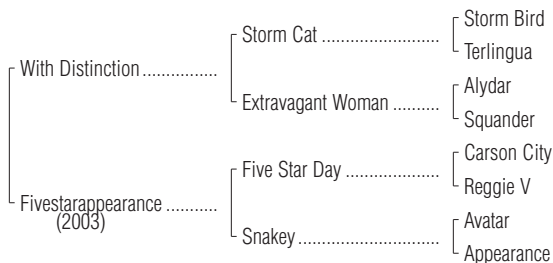 Storm Bird
Storm Cat ........................
Terlingua
With Distinction ...............
Alydar
Extravagant Woman ..........
Squander
Carson City
Five Star Day ....................
Reggie V
Fivestarappearance ..........
(2003)
Avatar
Snakey .............................
Appearance